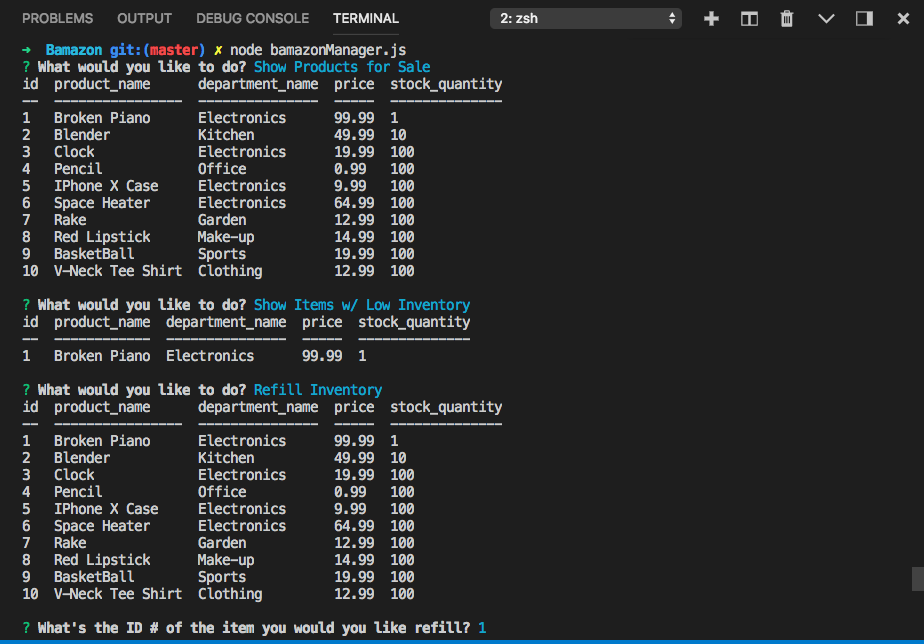 PROBLEMS OUTPUT DEBUG CONSOLE TERMINAL 2: zsh
→ Bamazon git:(master) ✗ node bamazonManager.js
? What would you like to do? Show Products for Sale
id product_name department_name price stock_quantity
-- ---------------- --------------- ----- --------------
1 Broken Piano Electronics 99.99 1
2 Blender Kitchen 49.99 10
3 Clock Electronics 19.99 100
4 Pencil Office 0.99 100
5 IPhone X Case Electronics 9.99 100
6 Space Heater Electronics 64.99 100
7 Rake Garden 12.99 100
8 Red Lipstick Make-up 14.99 100
9 BasketBall Sports 19.99 100
10 V-Neck Tee Shirt Clothing 12.99 100
? What would you like to do? Show Items w/ Low Inventory
id product_name department_name price stock_quantity
-- ------------ --------------- ----- --------------
1 Broken Piano Electronics 99.99 1
? What would you like to do? Refill Inventory
id product_name department_name price stock_quantity
-- ---------------- --------------- ----- --------------
1 Broken Piano Electronics 99.99 1
2 Blender Kitchen 49.99 10
3 Clock Electronics 19.99 100
4 Pencil Office 0.99 100
5 IPhone X Case Electronics 9.99 100
6 Space Heater Electronics 64.99 100
7 Rake Garden 12.99 100
8 Red Lipstick Make-up 14.99 100
9 BasketBall Sports 19.99 100
10 V-Neck Tee Shirt Clothing 12.99 100
? What's the ID # of the item you would you like refill? 1